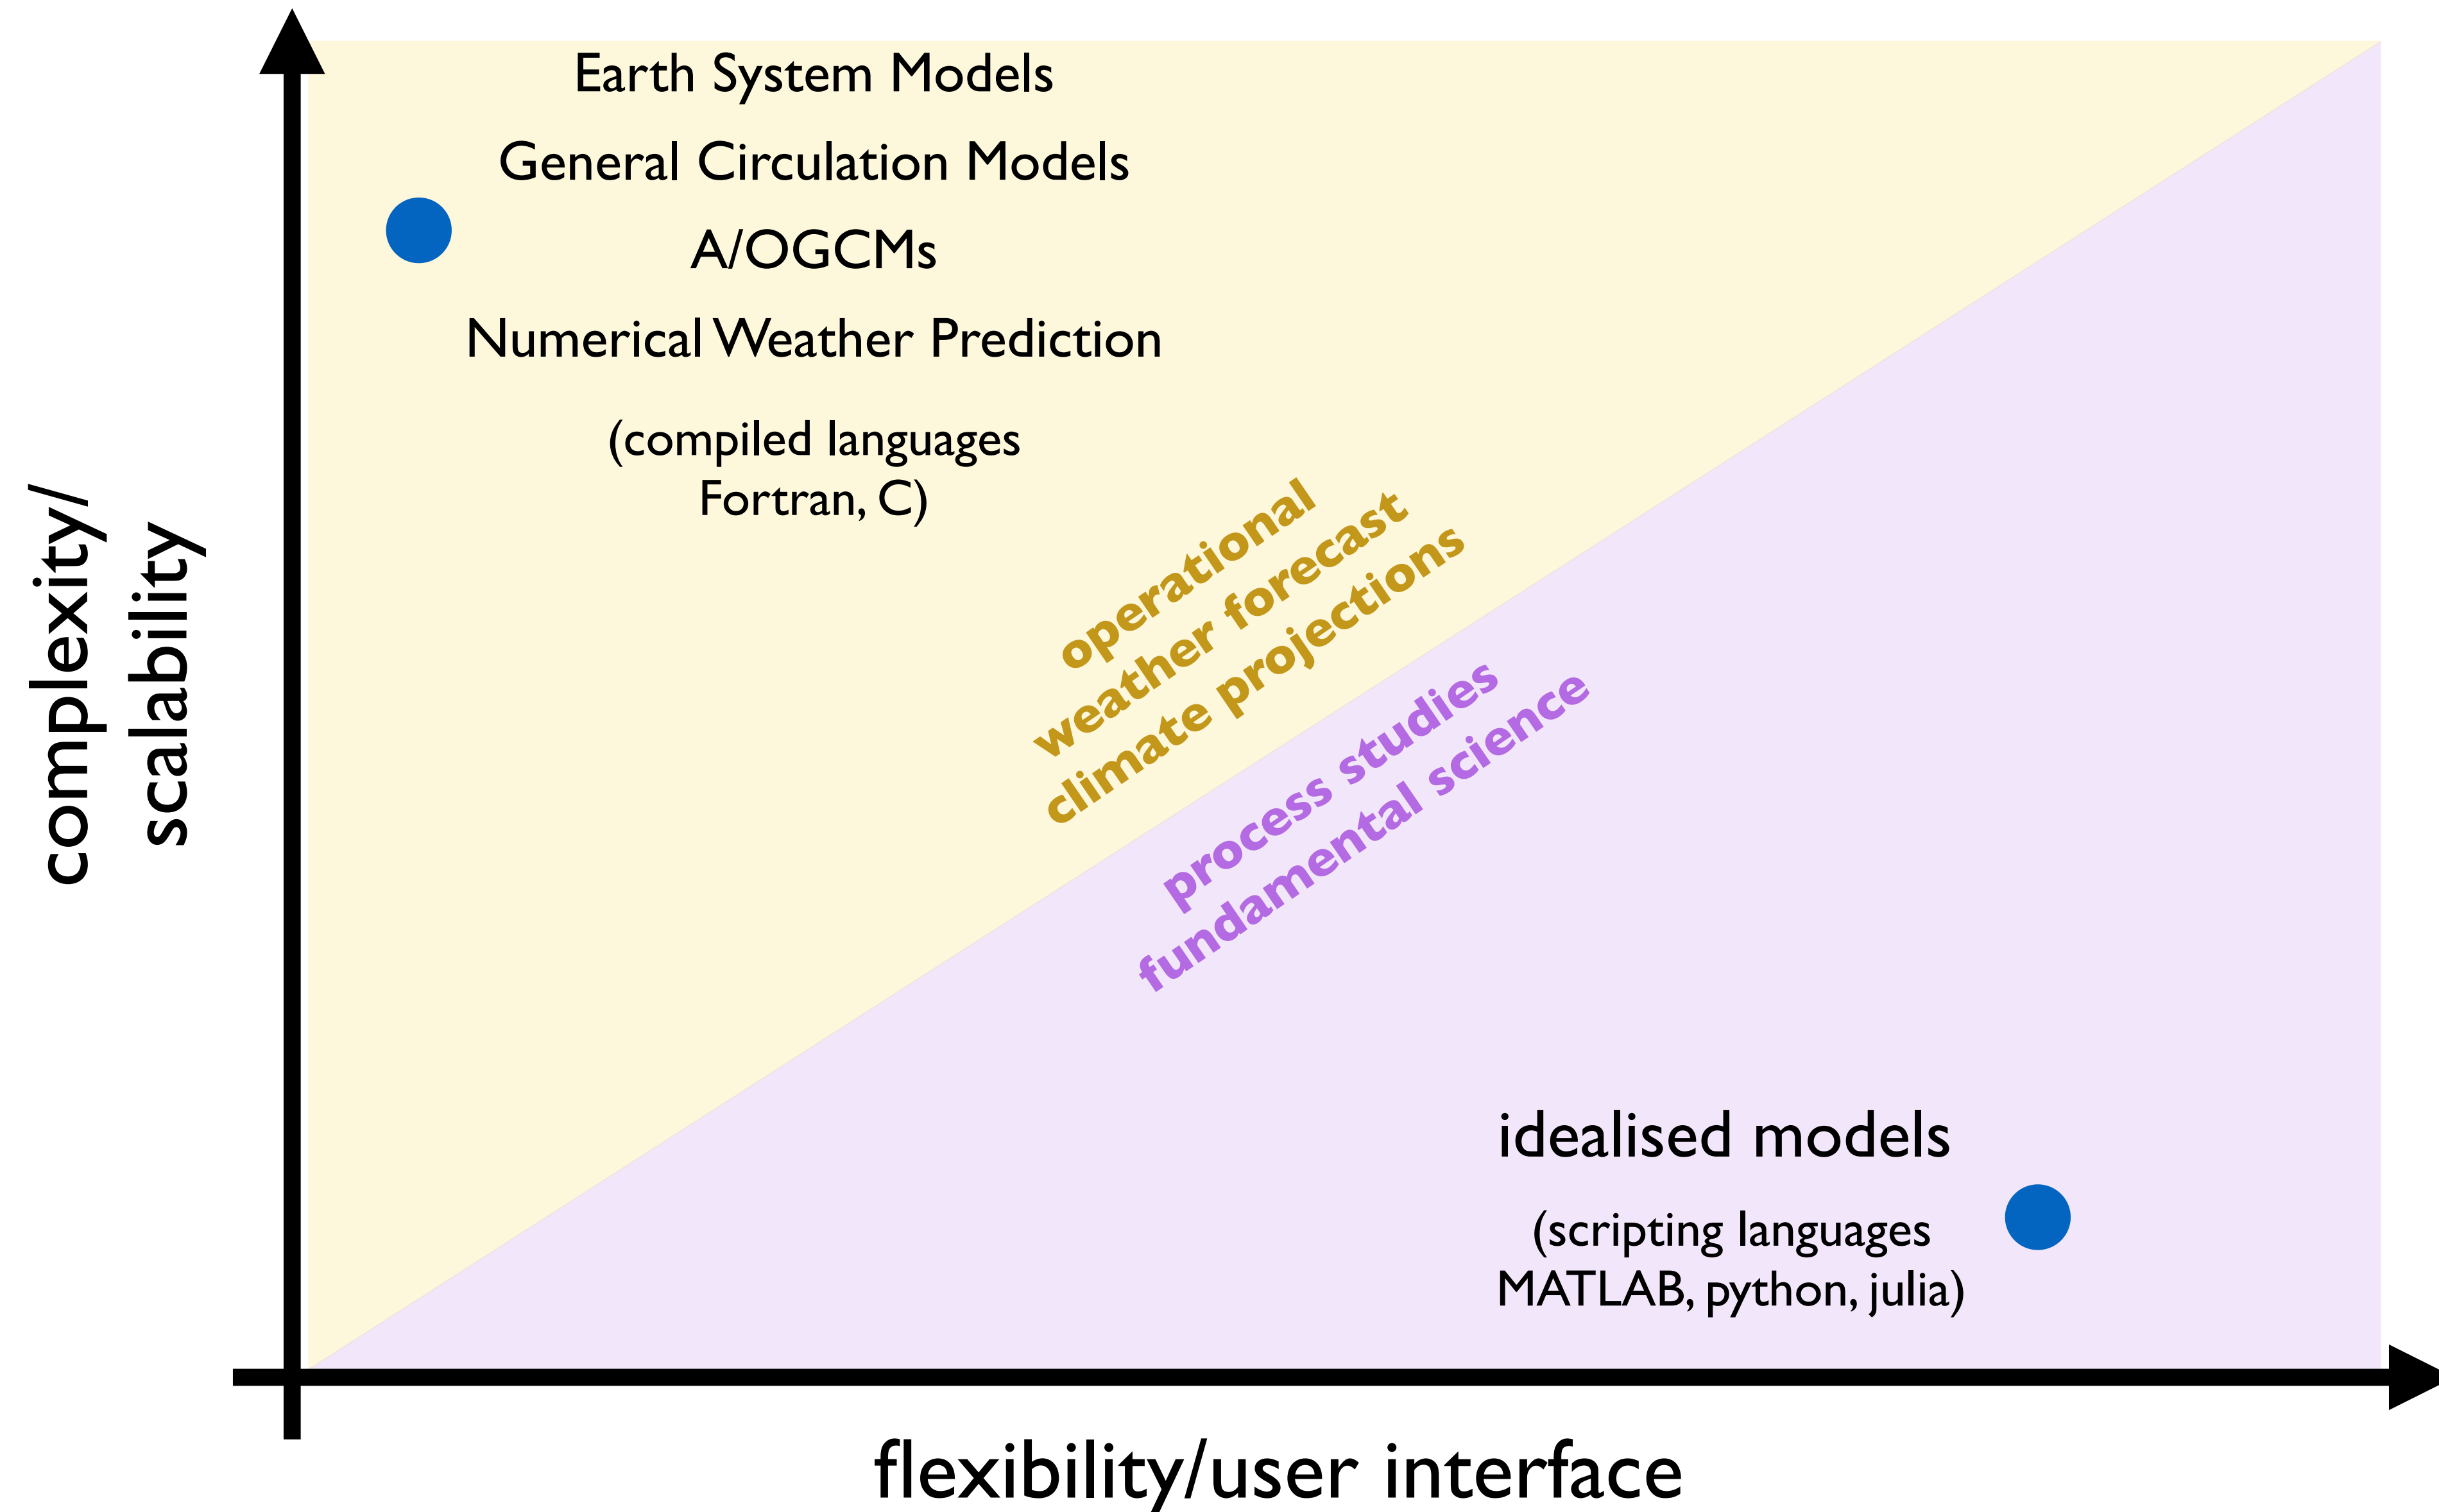 Earth System Models
General Circulation Models
A/OGCMs
Numerical Weather Prediction
(compiled languages
Fortran, C)
complexity/
scalability
operational
weather forecast
climate projections
process studies
fundamental science
idealised models
(scripting languages
MATLAB, python, julia)
flexibility/user interface